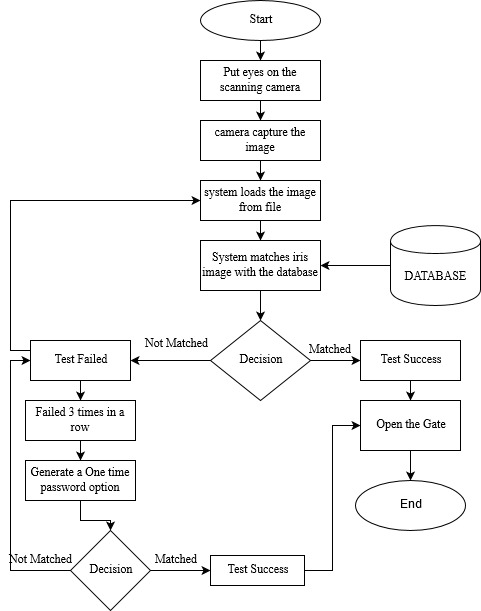 Start
Put eyes on the
scanning camera
camera capture the
image
system loads the image
from file
System matches iris
image with the database
DATABASE
Not Matched
Decision
Matched
Test Failed
Test Success
Failed 3 times in a
row
Open the Gate
Generate a One time
password option
End
Not Matched
Decision
Matched
Test Success